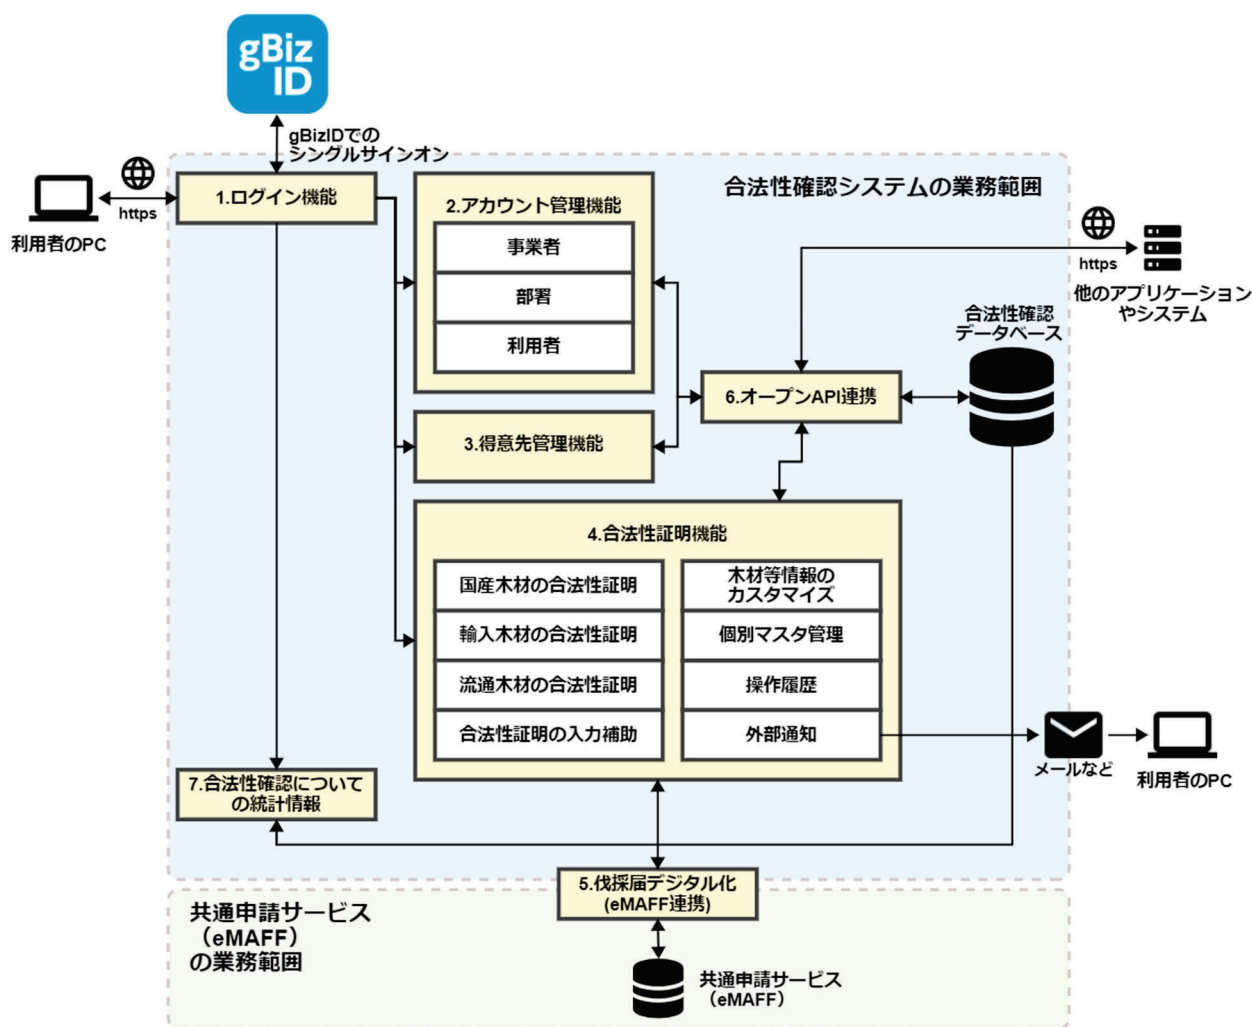 gBiz
ID
gBizIDでの
シングルサインオン
https
利用者のPC
1.ログイン機能
合法性確認システムの業務範囲
2.アカウント管理機能
事業者
部署
利用者
https
他のアプリケーション
やシステム
合法性確認
データベース
6.オープンAPI連携
3.得意先管理機能
4.合法性証明機能
国産木材の合法性証明
輸入木材の合法性証明
流通木材の合法性証明
合法性証明の入力補助
木材等情報の
カスタマイズ
個別マスタ管理
操作履歴
外部通知
メールなど
利用者のPC
7.合法性確認について
の統計情報
5.伐採届デジタル化
(eMAFF連携)
共通申請サービス
（eMAFF）
の業務範囲
共通申請サービス
（eMAFF）